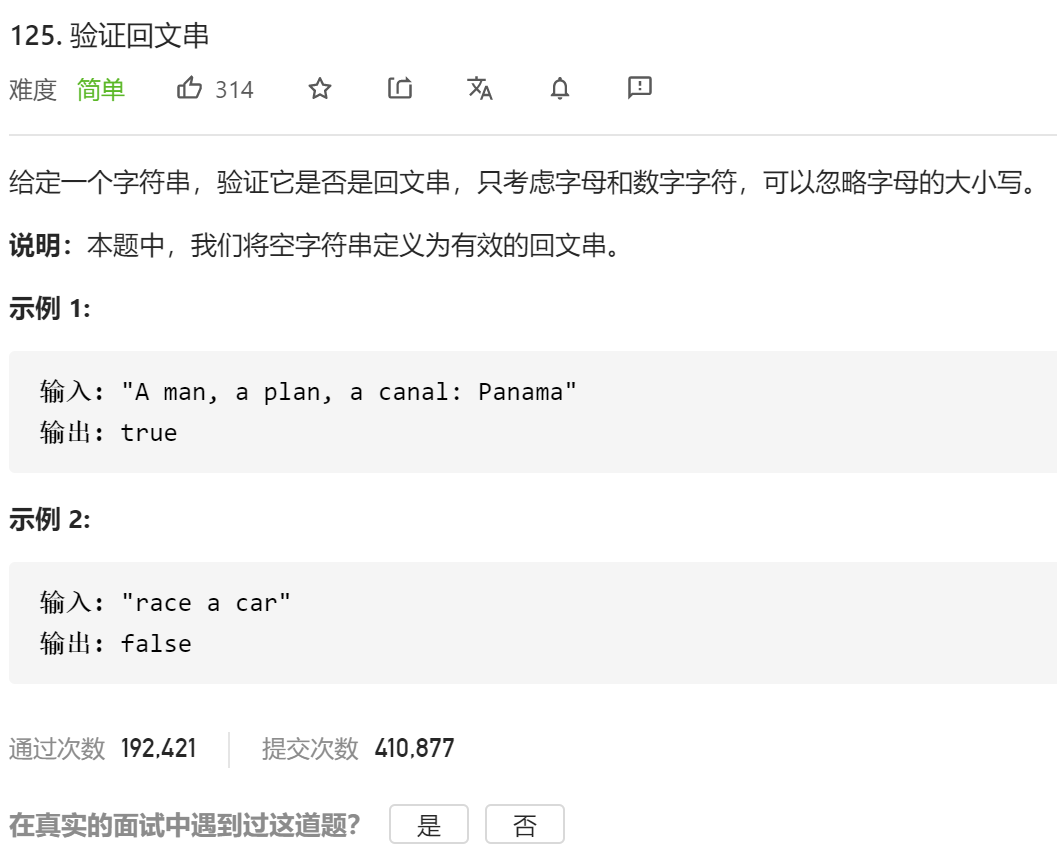 125. 验证回文串
难度 简单 314
给定一个字符串，验证它是否是回文串，只考虑字母和数字字符，可以忽略字母的大小写。
说明：本题中，我们将空字符串定义为有效的回文串。
示例 1:
输入: "A man, a plan, a canal: Panama"
输出: true
示例 2:
输入: "race a car"
输出: false
通过次数 192,421 提交次数 410,877
在真实的面试中遇到过这道题？ 是 否